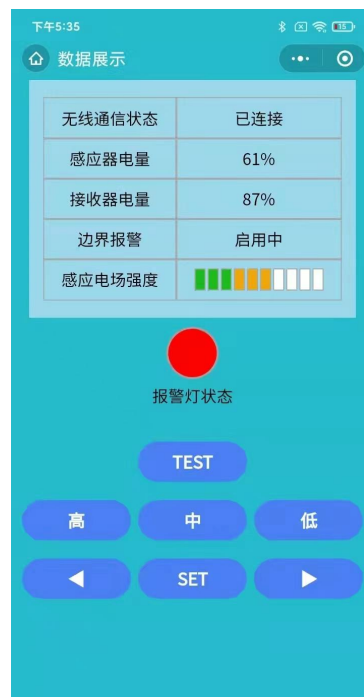 下午5:35
15
数据展示
无线通信状态 已连接
感应器电量 61%
接收器电量 87%
边界报警 启用中
感应电场强度
报警灯状态
TEST
高 中 低
SET